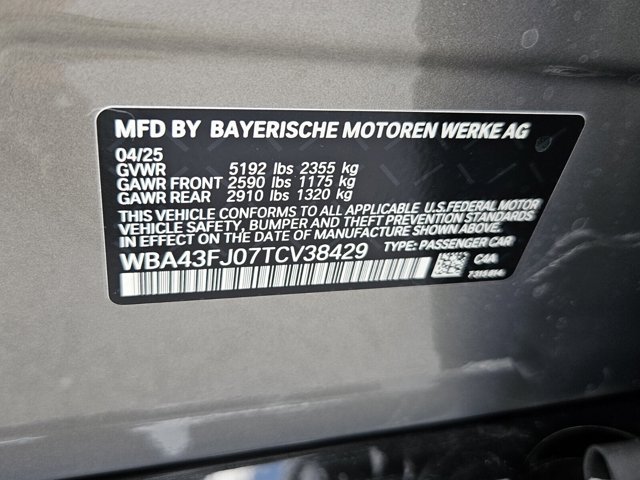 MFD BY BAYERISCHE MOTOREN WERKE AG
04/25
GVWR 5192 lbs 2355 kg
GAWR FRONT 2590 lbs 1175 kg
GAWR REAR 2910 lbs 1320 kg
THIS VEHICLE CONFORMS TO ALL APPLICABLE U.S.FEDERAL MOTOR
VEHICLE SAFETY, BUMPER AND THEFT PREVENTION STANDARDS
IN EFFECT ON THE DATE OF MANUFACTURE SHOWN ABOVE.
WBA43FJ07TCV38429 TYPE: PASSENGER CAR
C4A
7315614